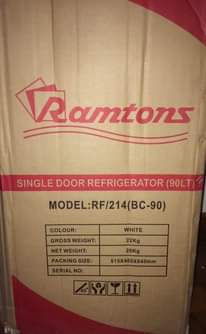 Ramtons
SINGLE DOOR REFRIGERATOR (90LT)
MODEL:RF/214(BC-90)
COLOUR: WHITE
GROSS WEIGHT: 22Kg
NET WEIGHT: 20Kg
PACKING SIZE:
SERIAL NO: